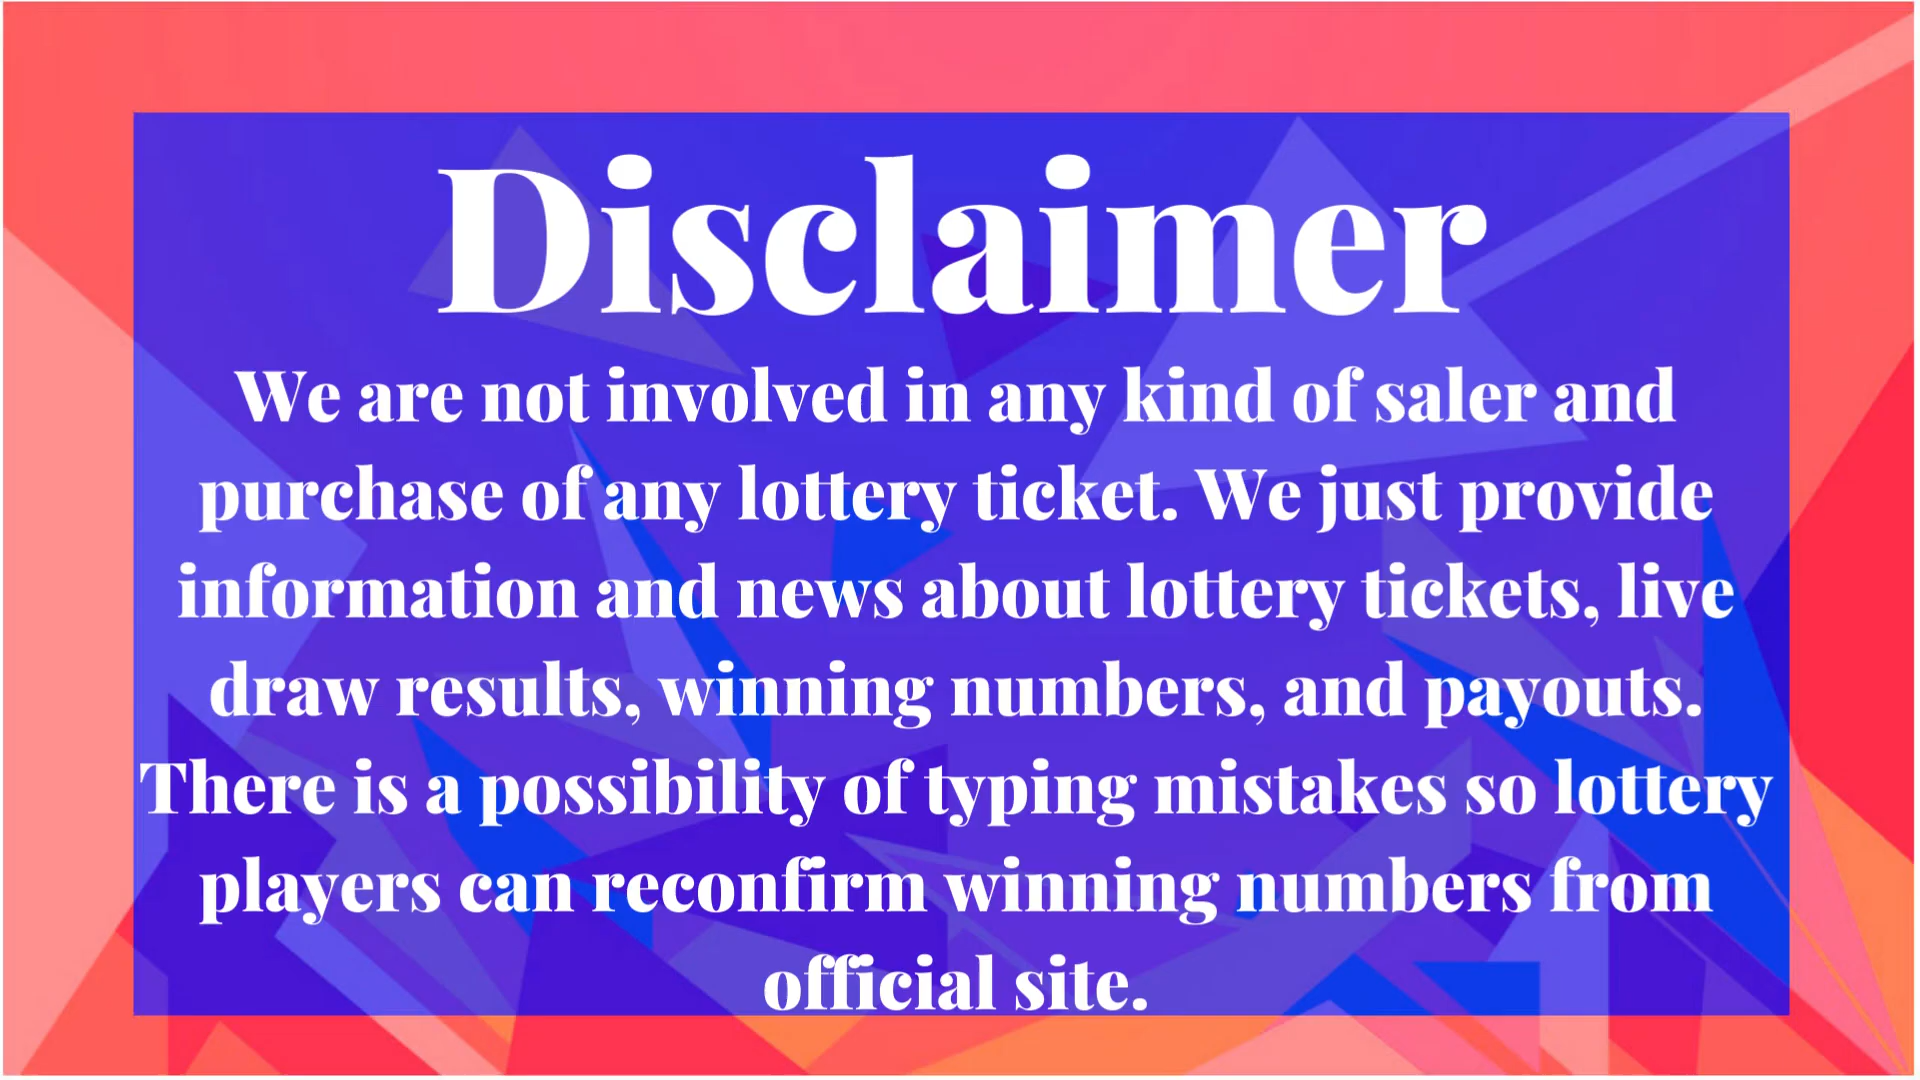 Disclaimer
We are not involved in any kind of saler and
purchase of any lottery ticket. We just provide
information and news about lottery tickets, live
draw results, winning numbers, and payouts.
There is a possibility of typing mistakes so lottery
players can reconfirm winning numbers from
official site.